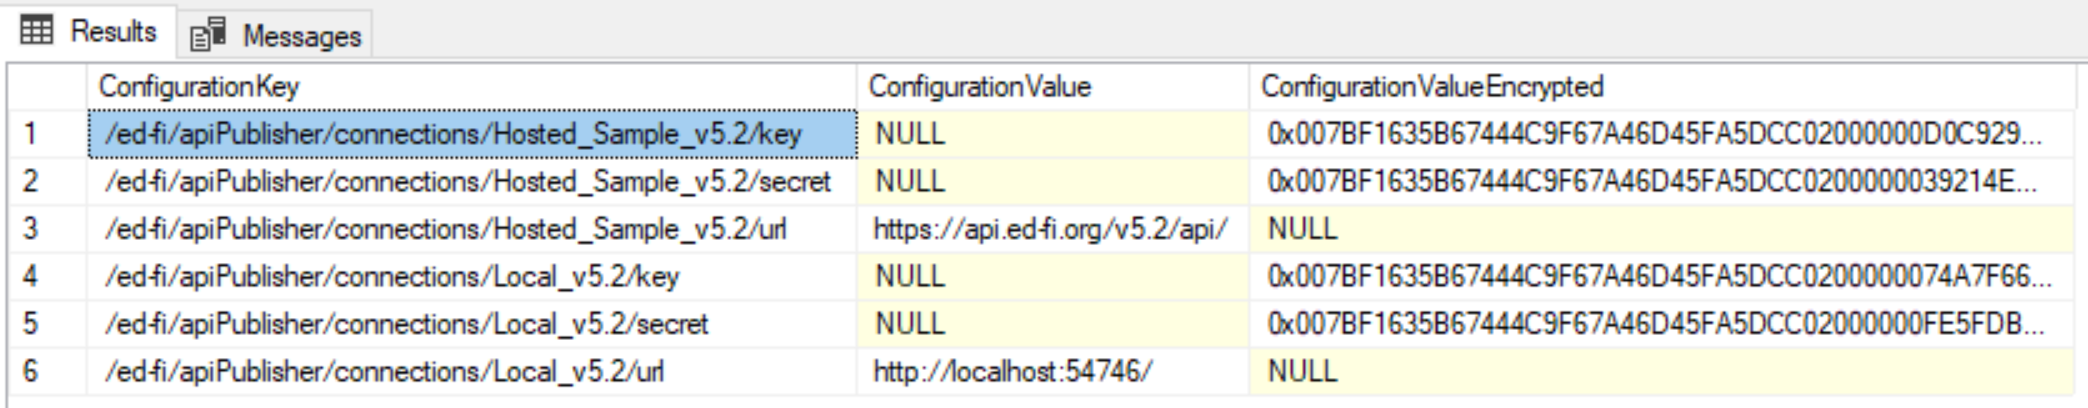 Results Messages
ConfigurationKey ConfigurationValue ConfigurationValueEncrypted
1 /ed-fi/apiPublisher/connections/Hosted_Sample_v5.2/key NULL 0x007BF1635B67444C9F67A46D45FA5DCC02000000D0C929...
2 /ed-fi/apiPublisher/connections/Hosted_Sample_v5.2/secret NULL 0x007BF1635B67444C9F67A46D45FA5DCC0200000039214E...
3 /ed-fi/apiPublisher/connections/Hosted_Sample_v5.2/url https://api.ed-fi.org/v5.2/api/ NULL
4 /ed-fi/apiPublisher/connections/Local_v5.2/key NULL 0x007BF1635B67444C9F67A46D45FA5DCC0200000074A7F66...
5 /ed-fi/apiPublisher/connections/Local_v5.2/secret NULL 0x007BF1635B67444C9F67A46D45FA5DCC02000000FE5FDB...
6 /ed-fi/apiPublisher/connections/Local_v5.2/url http://localhost:54746/ NULL